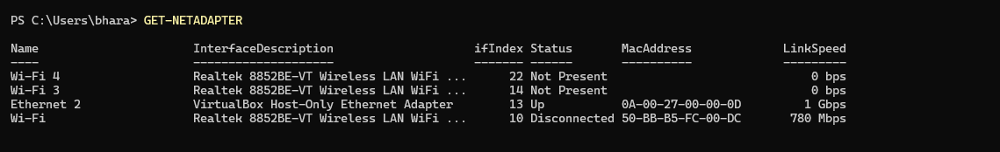 PS C:\Users\bhara> GET-NETADAPTER
Name InterfaceDescription ifIndex Status MacAddress LinkSpeed
---- -------------------- ------- ------ ---------- ---------
Wi-Fi 4 Realtek 8852BE-VT Wireless LAN WiFi ... 22 Not Present 0 bps
Wi-Fi 3 Realtek 8852BE-VT Wireless LAN WiFi ... 14 Not Present 0 bps
Ethernet 2 VirtualBox Host-Only Ethernet Adapter 13 Up 0A-00-27-00-00-0D 1 Gbps
Wi-Fi Realtek 8852BE-VT Wireless LAN WiFi ... 10 Disconnected 50-BB-B5-FC-00-DC 780 Mbps